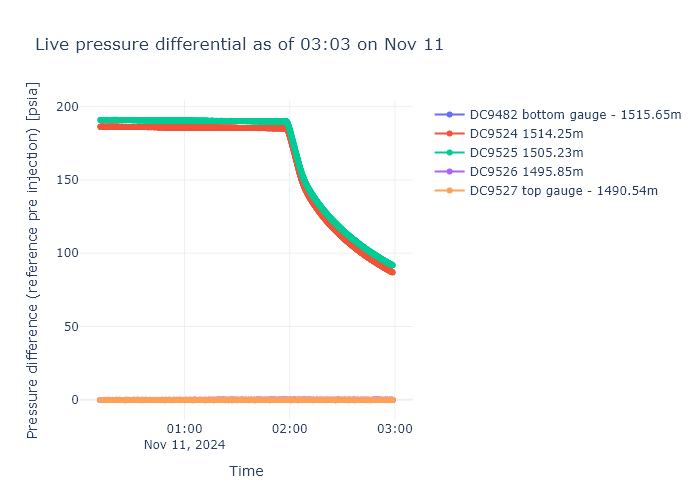 Live pressure differential as of 03:03 on Nov 11
Pressure difference (reference pre injection) [psia]
200
150
100
50
0
01:00
Nov 11, 2024
02:00
03:00
Time
DC9482 bottom gauge - 1515.65m
DC9524 1514.25m
DC9525 1505.23m
DC9526 1495.85m
DC9527 top gauge - 1490.54m